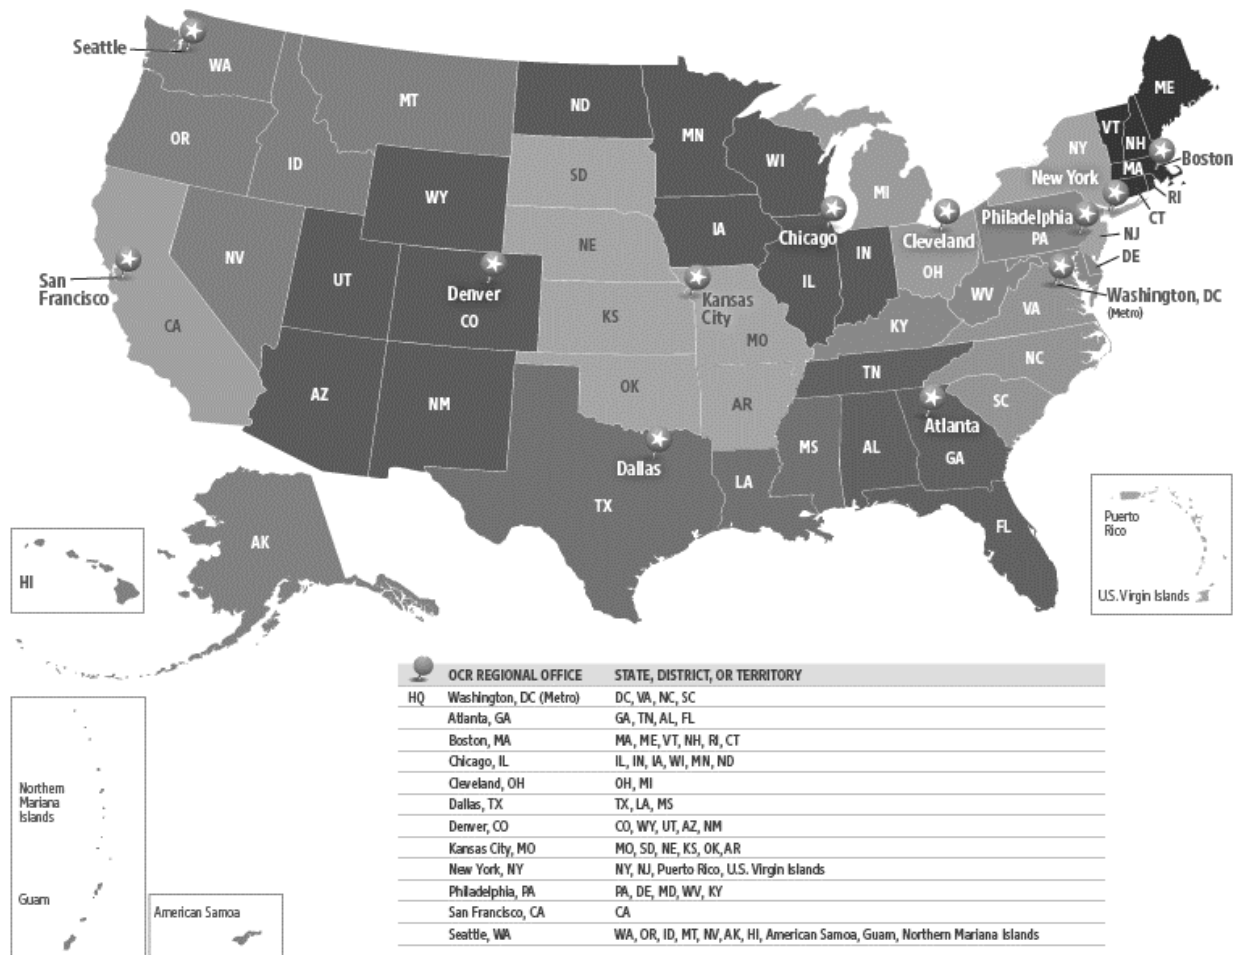 Seattle
WA
MT
ND
MN
ME
VT
NH
OR
ID
SD
WI
MI
NY
New York
MA
Boston
RI
CT
WY
IA
Chicago
Cleveland
Philadelphia
PA
NJ
DE
San
Francisco
NV
UT
Denver
CO
NE
Kansas
City
IL
IN
OH
WV
VA
Washington, DC
(Metro)
CA
KS
MO
KY
NC
AZ
NM
OK
AR
TN
SC
Atlanta
GA
Dallas
TX
LA
MS
AL
FL
AK
HI
Puerto
Rico
U.S. Virgin Islands
Northern
Mariana
Islands
Guam
American Samoa
OCR REGIONAL OFFICE STATE, DISTRICT, OR TERRITORY
HQ Washington, DC (Metro) DC, VA, NC, SC
Atlanta, GA GA, TN, AL, FL
Boston, MA MA, ME, VT, NH, RI, CT
Chicago, IL IL, IN, IA, WI, MN, ND
Cleveland, OH OH, MI
Dallas, TX TX, LA, MS
Denver, CO CO, WY, UT, AZ, NM
Kansas City, MO MO, SD, NE, KS, OK, AR
New York, NY NY, NJ, Puerto Rico, U.S. Virgin Islands
Philadelphia, PA PA, DE, MD, WV, KY
San Francisco, CA CA
Seattle, WA WA, OR, ID, MT, NV, AK, HI, American Samoa, Guam, Northern Mariana Islands